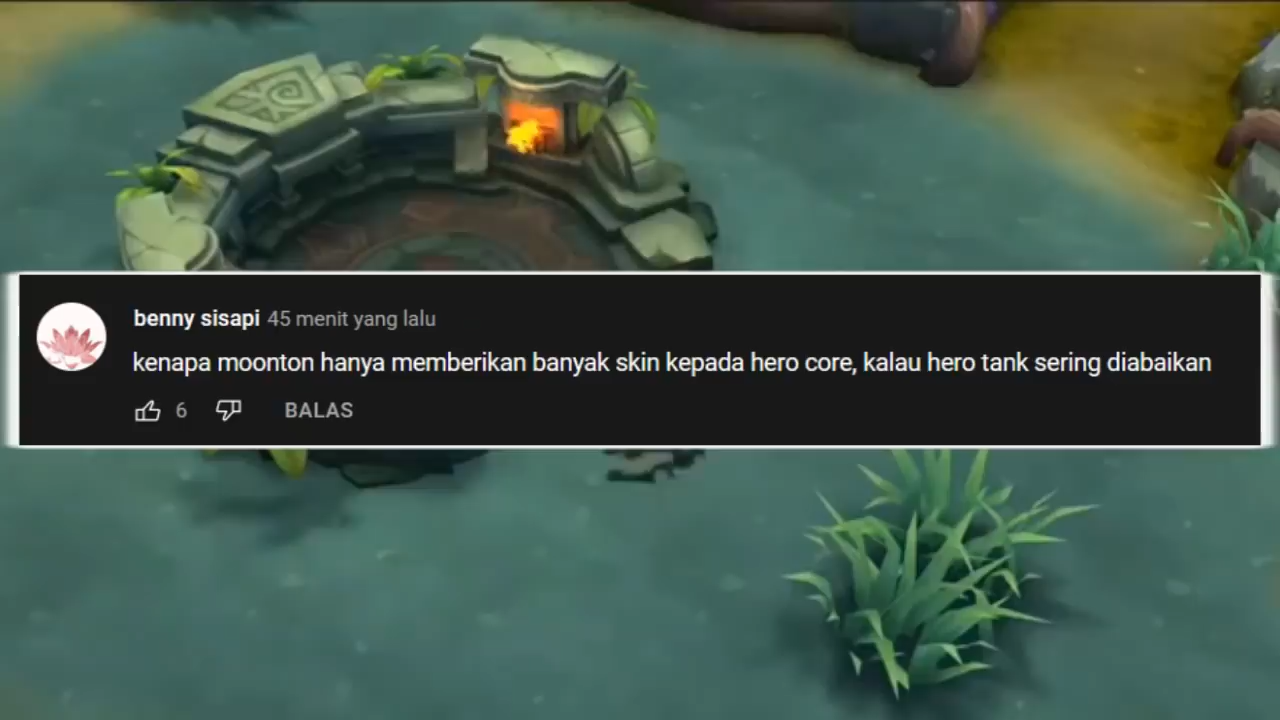 benny sisapi 45 menit yang lalu
kenapa moonton hanya memberikan banyak skin kepada hero core, kalau hero tank sering diabaikan
6 BALAS